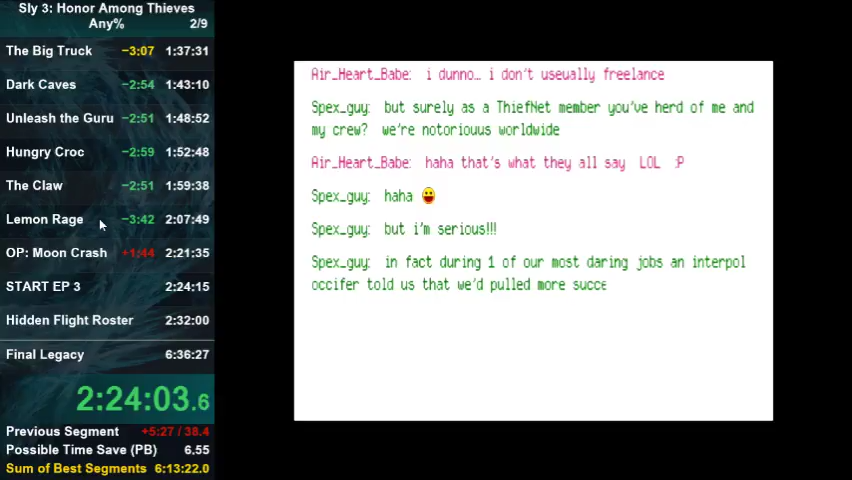 Sly 3: Honor Among Thieves
Any% 2/9
The Big Truck -3:07 1:37:31
Dark Caves -2:54 1:43:10
Unleash the Guru -2:51 1:48:52
Hungry Croc -2:59 1:52:48
The Claw -2:51 1:59:38
Lemon Rage -3:42 2:07:49
OP: Moon Crash +1:44 2:21:35
START EP 3 2:24:15
Hidden Flight Roster 2:32:00
Final Legacy 6:36:27
2:24:03.6
Previous Segment +5:27 / 38.4
Possible Time Save (PB) 6.55
Sum of Best Segments 6:13:22.0
Air_Heart_Babe: i dunno... i don't useually freelance
Spex_guy: but surely as a ThiefNet member you've herd of me and
my crew? we're notoriouus worldwide
Air_Heart_Babe: haha that's what they all say LOL :P
Spex_guy: haha
Spex_guy: but i'm serious!!!
Spex_guy: in fact during 1 of our most daring jobs an interpol
occifer told us that we'd pulled more succe